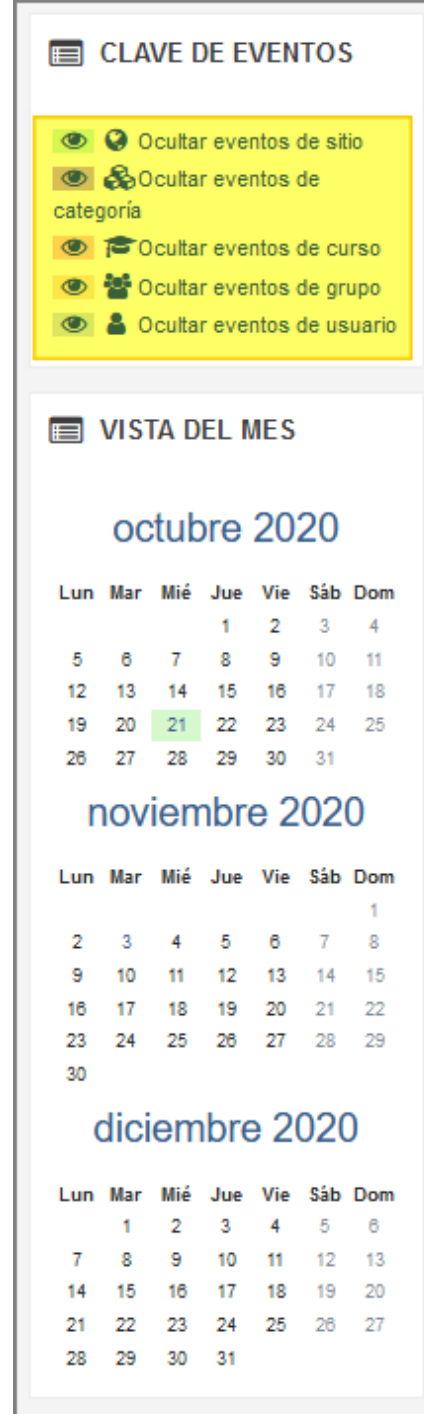 CLAVE DE EVENTOS
Ocultar eventos de sitio
Ocultar eventos de
categoría
Ocultar eventos de curso
Ocultar eventos de grupo
Ocultar eventos de usuario
VISTA DEL MES
octubre 2020
Lun Mar Mié Jue Vie Sáb Dom
1 2 3 4
5 6 7 8 9 10 11
12 13 14 15 16 17 18
19 20 21 22 23 24 25
26 27 28 29 30 31
noviembre 2020
Lun Mar Mié Jue Vie Sáb Dom
1
2 3 4 5 6 7 8
9 10 11 12 13 14 15
16 17 18 19 20 21 22
23 24 25 26 27 28 29
30
diciembre 2020
Lun Mar Mié Jue Vie Sáb Dom
1 2 3 4 5 6
7 8 9 10 11 12 13
14 15 16 17 18 19 20
21 22 23 24 25 26 27
28 29 30 31